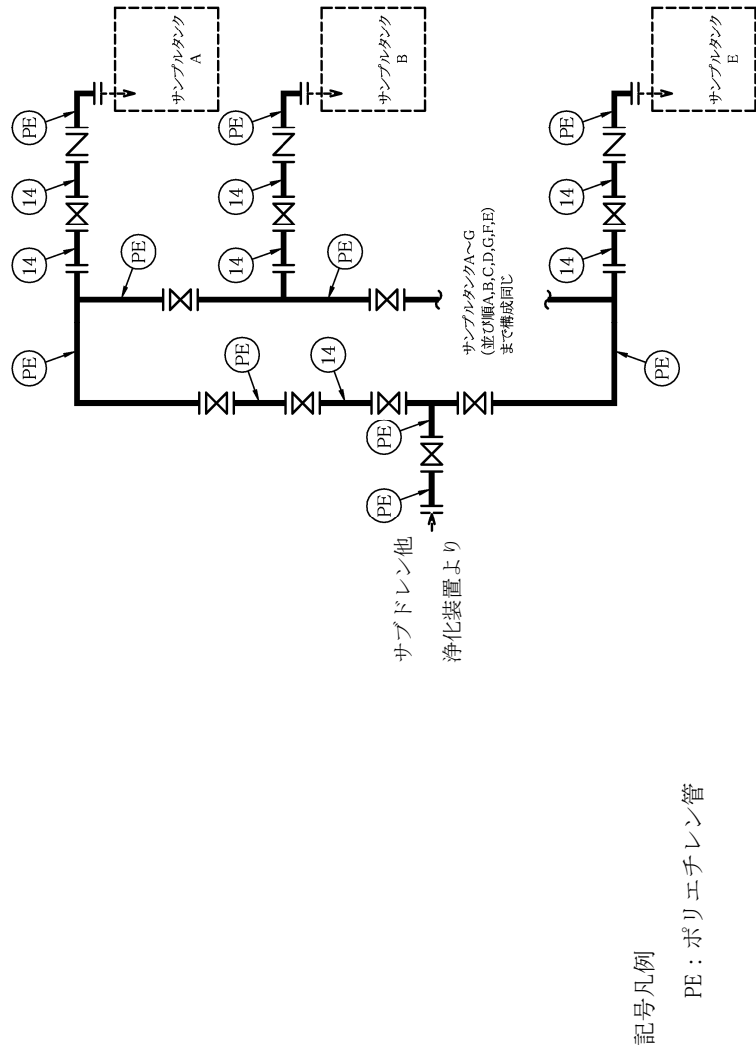 PE
サンプルタンク
A
14
14
PE
PE
PE
サンプルタンク
B
14
14
PE
PE
14
サンプルタンクA～G
(並び順A,B,C,D,G,F,E)
まで構成同じ
PE
サンプルタンク
E
14
14
PE
PE
PE
サブドレン他
浄化装置より
記号凡例
PE：ポリエチレン管